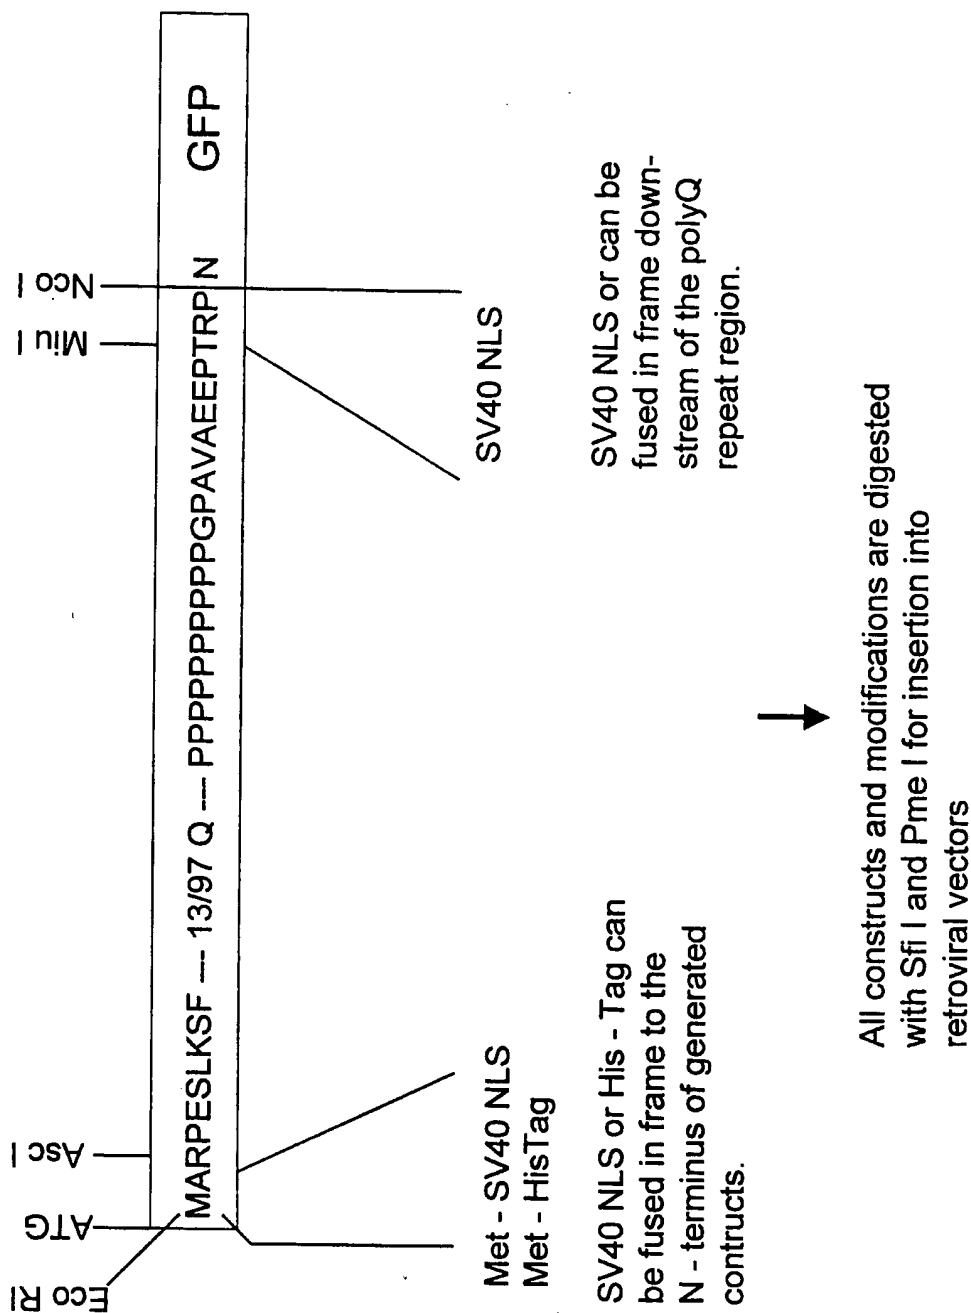 Eco RI
ATG
Asc I
Miu I
Nco I
MARPESLKSF --- 13/97 Q --- PPPPPPPPPPPGPAVAEEPTRP N GFP
Met - SV40 NLS
Met - HisTag
SV40 NLS
SV40 NLS or His - Tag can
be fused in frame to the
N - terminus of generated
contructs.
SV40 NLS or can be
fused in frame down-
stream of the polyQ
repeat region.
All constructs and modifications are digested
with Sfi I and Pme I for insertion into
retroviral vectors